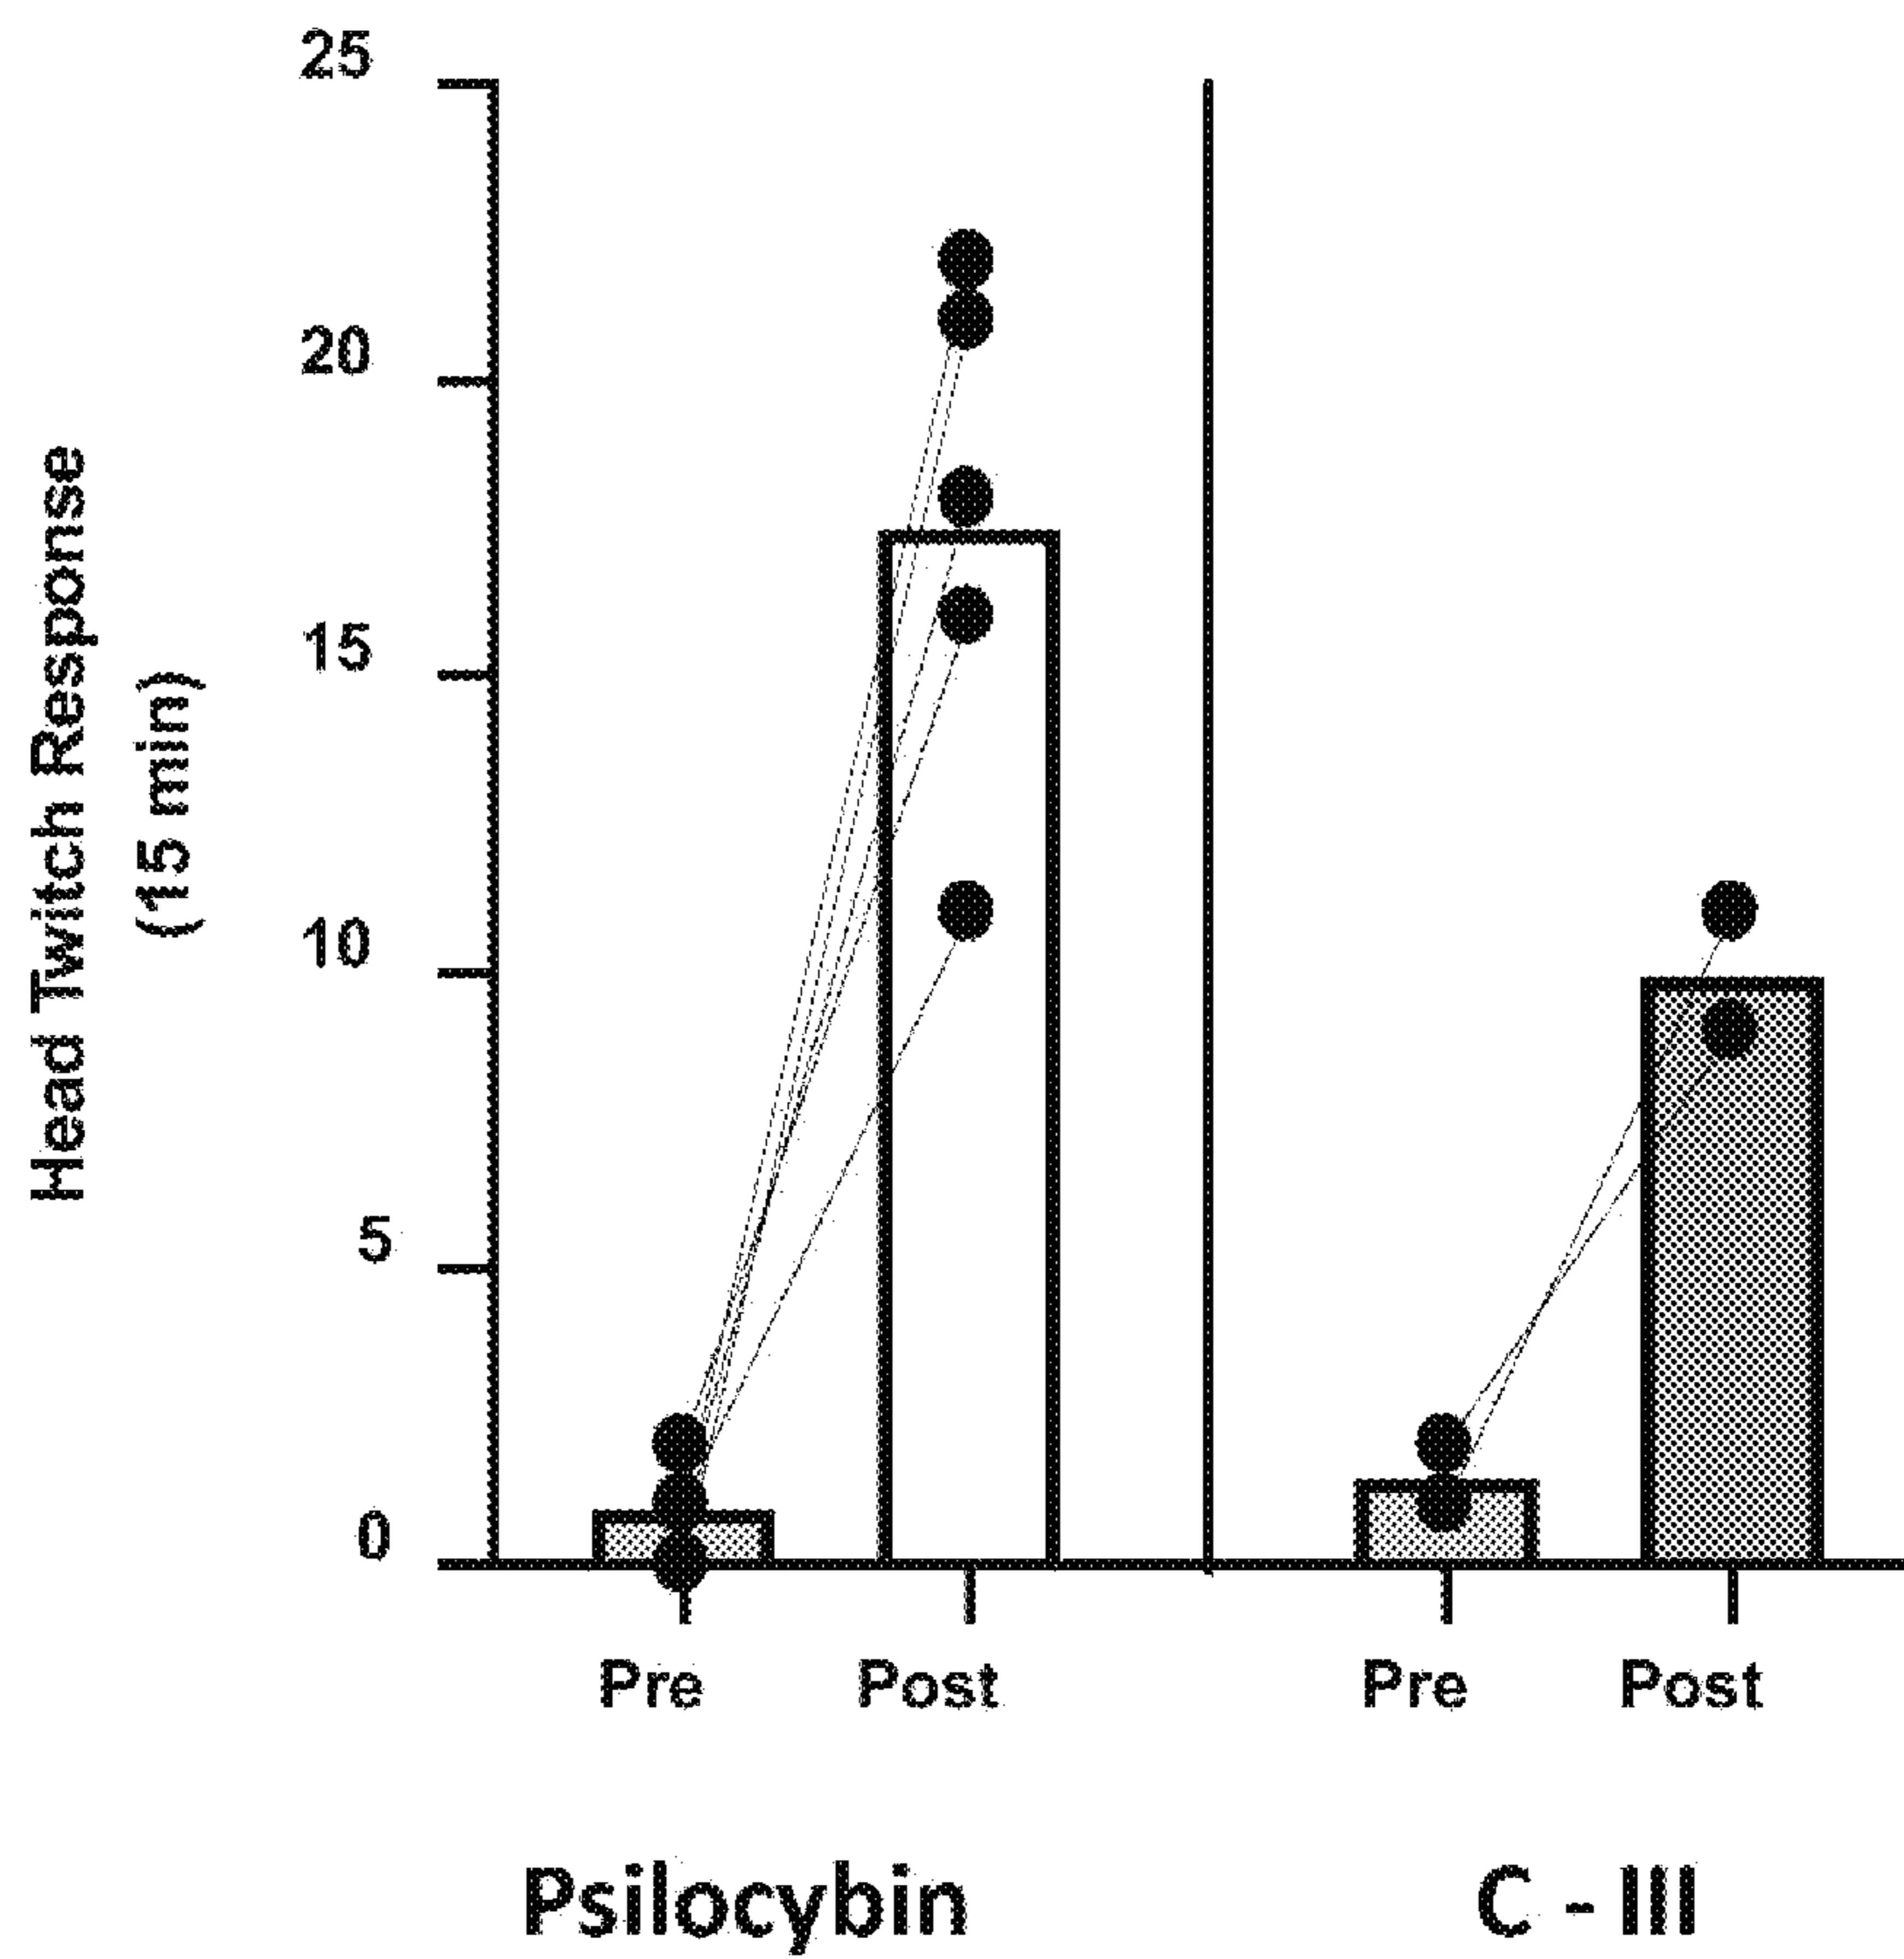 Head Twitch Response
(15 min)
25
20
15
10
5
0
Pre Post Pre Post
Psilocybin C - III